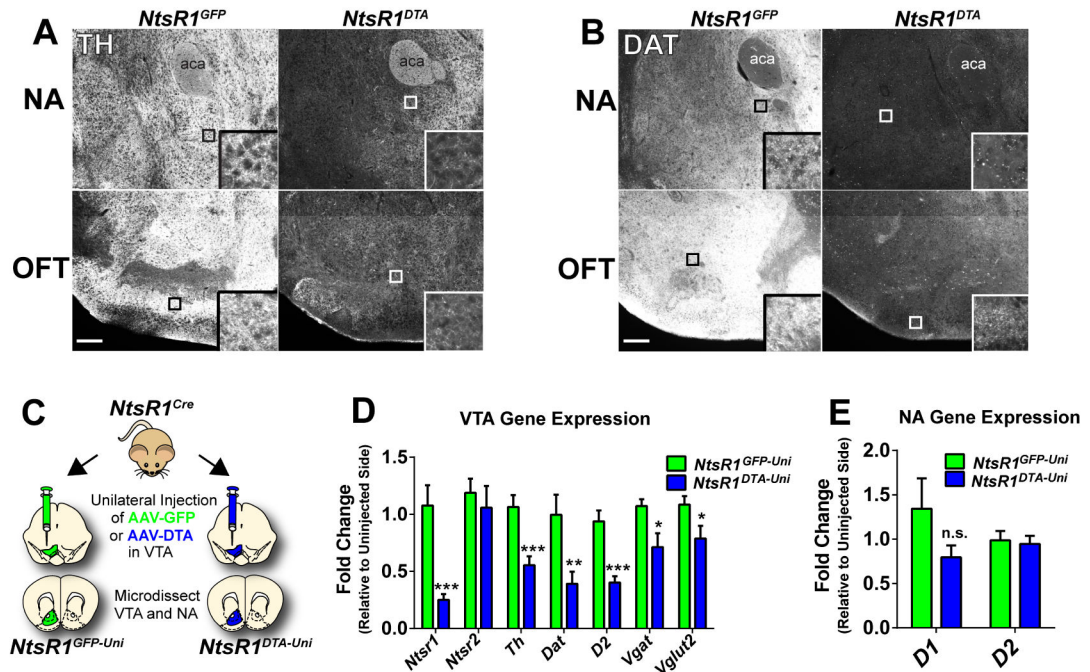 A
NtsR1GFP
NtsR1DTA
TH
aca
aca
NA
OFT
B
NtsR1GFP
NtsR1DTA
DAT
aca
aca
NA
OFT
C
NtsR1Cre
Unilateral Injection
of AAV-GFP
or AAV-DTA
in VTA
Microdissect
VTA and NA
NtsR1GFP-Uni
NtsR1DTA-Uni
D
VTA Gene Expression
NtsR1GFP-Uni
NtsR1DTA-Uni
Fold Change
(Relative to Uninjected Side)
1.5
1.0
0.5
0.0
***
***
**
***
*
*
Ntsr1
Ntsr2
Th
Dat
D2
Vgat
Vglut2
E
NA Gene Expression
NtsR1GFP-Uni
NtsR1DTA-Uni
Fold Change
(Relative to Uninjected Side)
2.0
1.5
1.0
0.5
0.0
n.s.
D1
D2